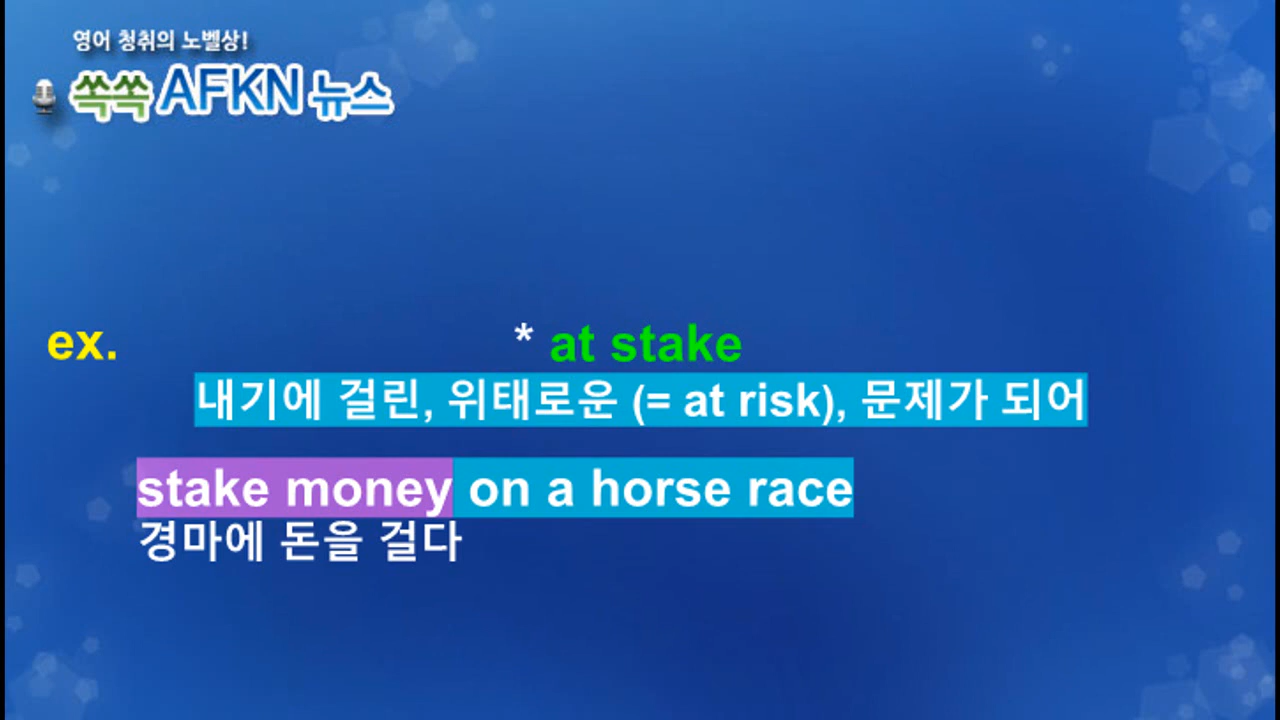 영어 청취의 노벨상!
쏙쏙 AFKN 뉴스
ex. * at stake
내기에 걸린, 위태로운 (= at risk), 문제가 되어
stake money on a horse race
경마에 돈을 걸다